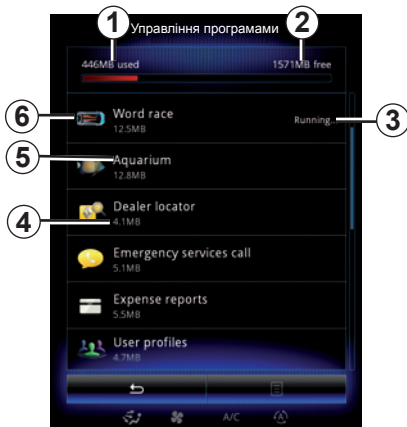 1
2
Управління програмами
446MB used
1571MB free
6
Word race
12.5MB
Running..
3
5
Aquarium
12.8MB
Dealer locator
4
4.1MB
Emergency services call
5.1MB
Expense reports
5.5MB
User profiles
4.7MB
A/C
A